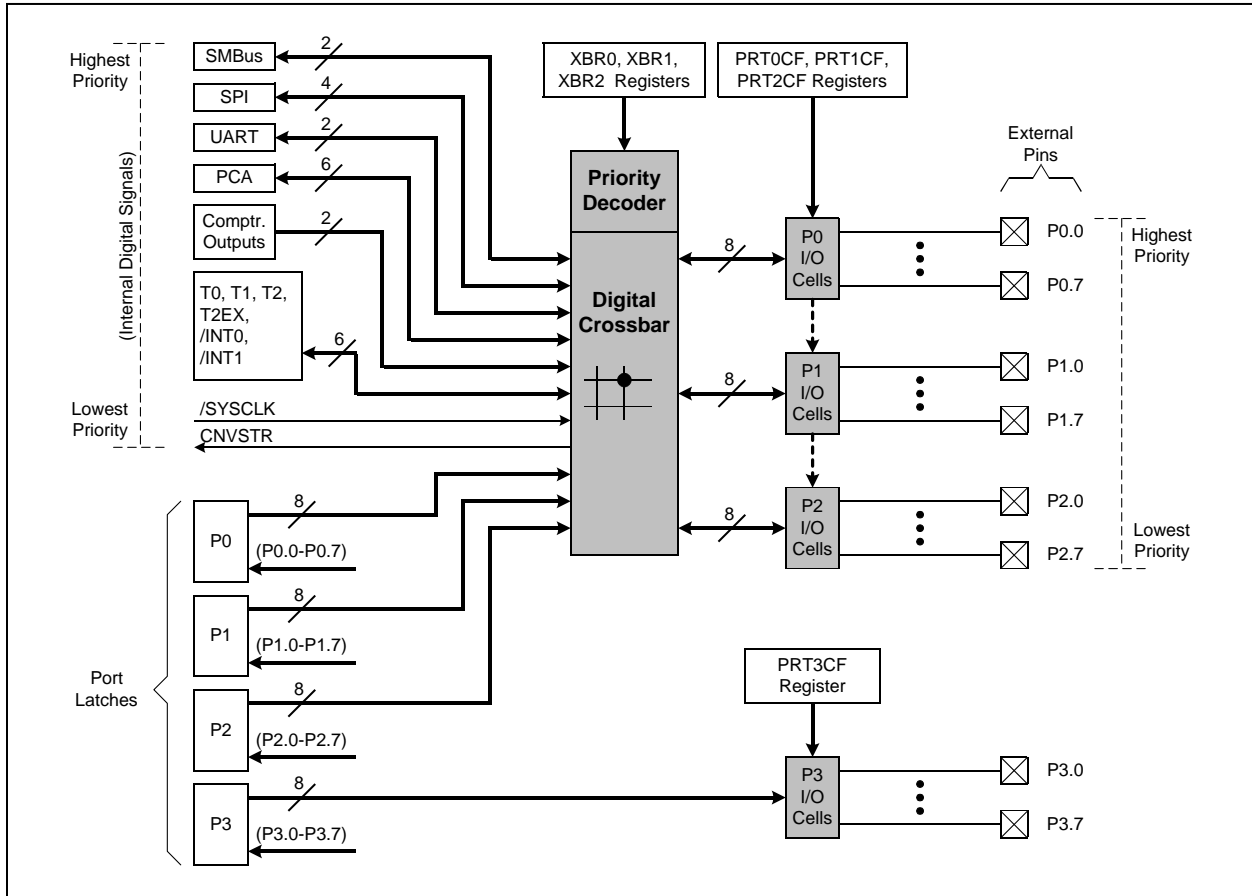 Highest
Priority
(Internal Digital Signals)
Lowest
Priority
SMBus
2
SPI
4
UART
2
PCA
6
Comptr.
Outputs
2
T0, T1, T2,
T2EX,
/INT0,
/INT1
6
/SYSCLK
CNVSTR
XBR0, XBR1,
XBR2 Registers
PRT0CF, PRT1CF,
PRT2CF Registers
Priority
Decoder
Digital
Crossbar
External
Pins
8
P0
I/O
Cells
P0.0
P0.7
8
P1
I/O
Cells
P1.0
P1.7
8
P2
I/O
Cells
P2.0
P2.7
Highest
Priority
Lowest
Priority
Port
Latches
P0
8
(P0.0-P0.7)
P1
8
(P1.0-P1.7)
P2
8
(P2.0-P2.7)
P3
8
(P3.0-P3.7)
PRT3CF
Register
P3
I/O
Cells
P3.0
P3.7